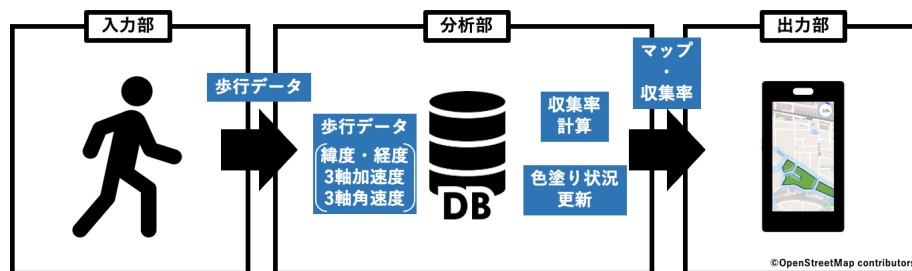 入力部
分析部
出力部
歩行データ
マップ
・
収集率
歩行データ
緯度・経度
3軸加速度
3軸角速度
DB
収集率
計算
色塗り状況
更新
©OpenStreetMap contributors